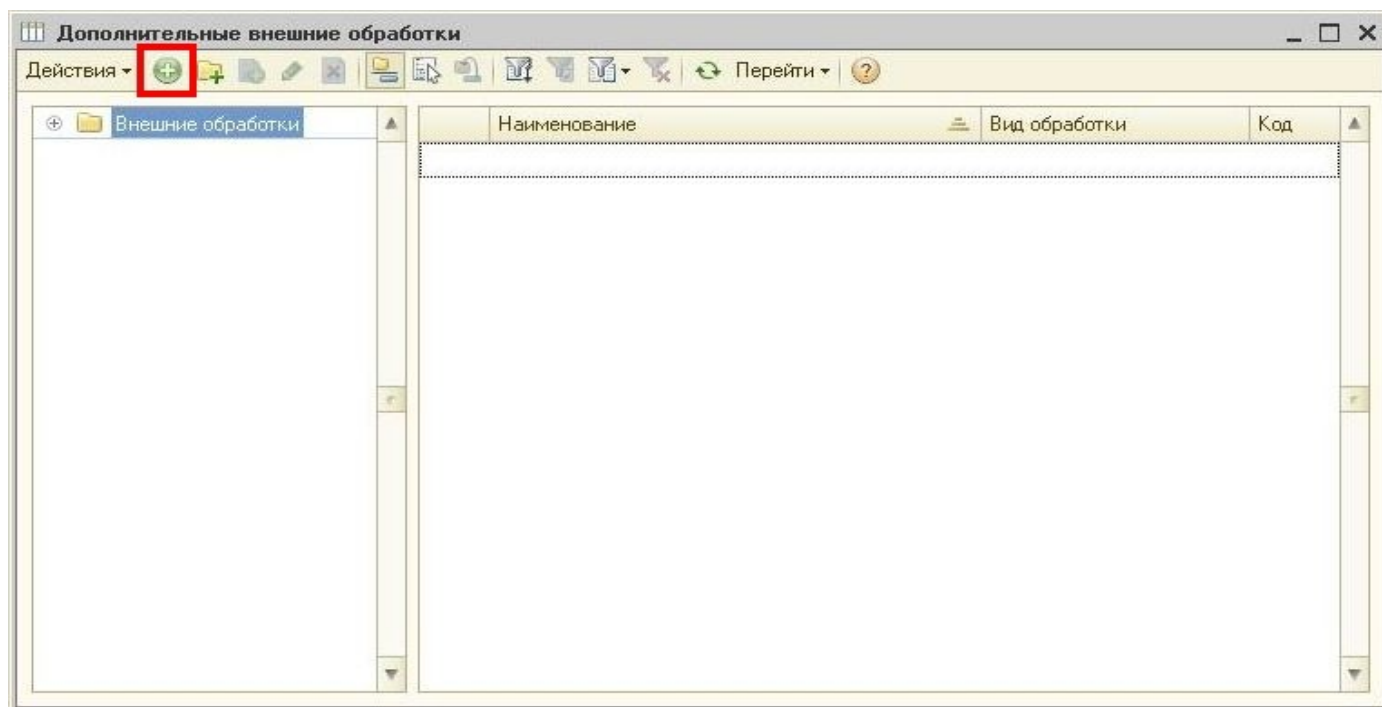 Дополнительные внешние обработки
Действия Перейти
Внешние обработки
Наименование Вид обработки Код